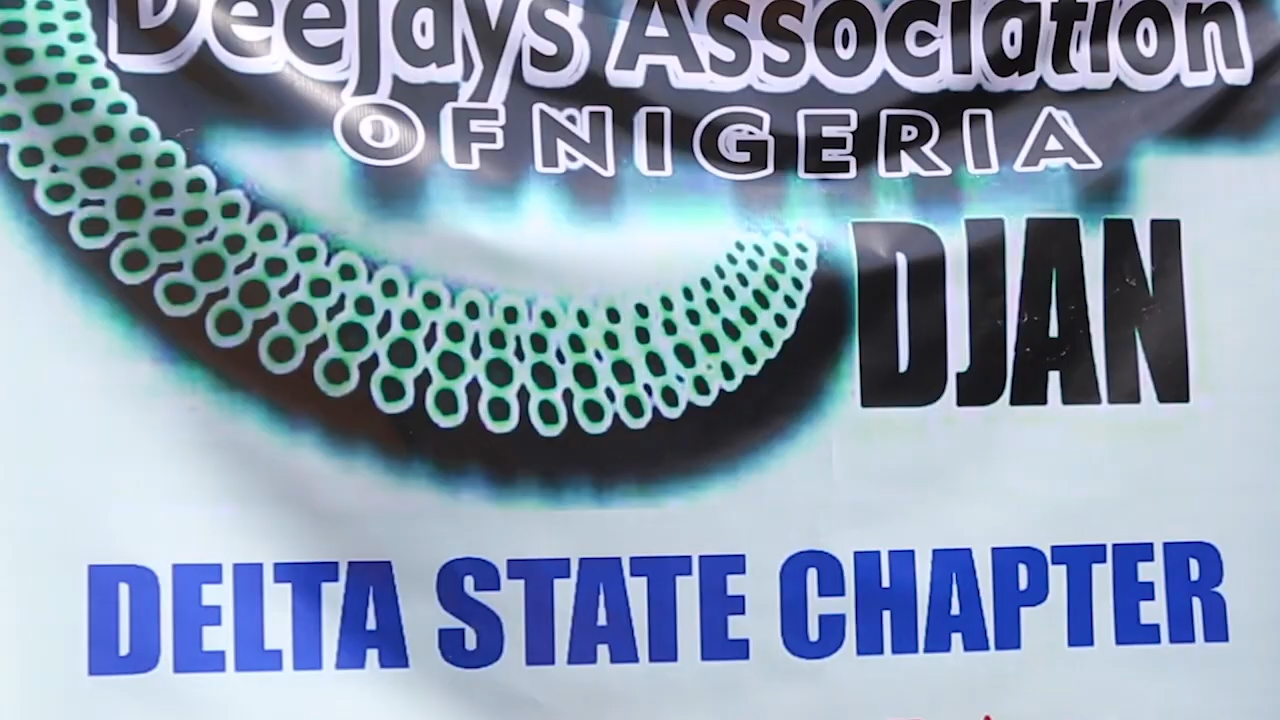 Deejays Association
OF NIGERIA
DJAN
DELTA STATE CHAPTER